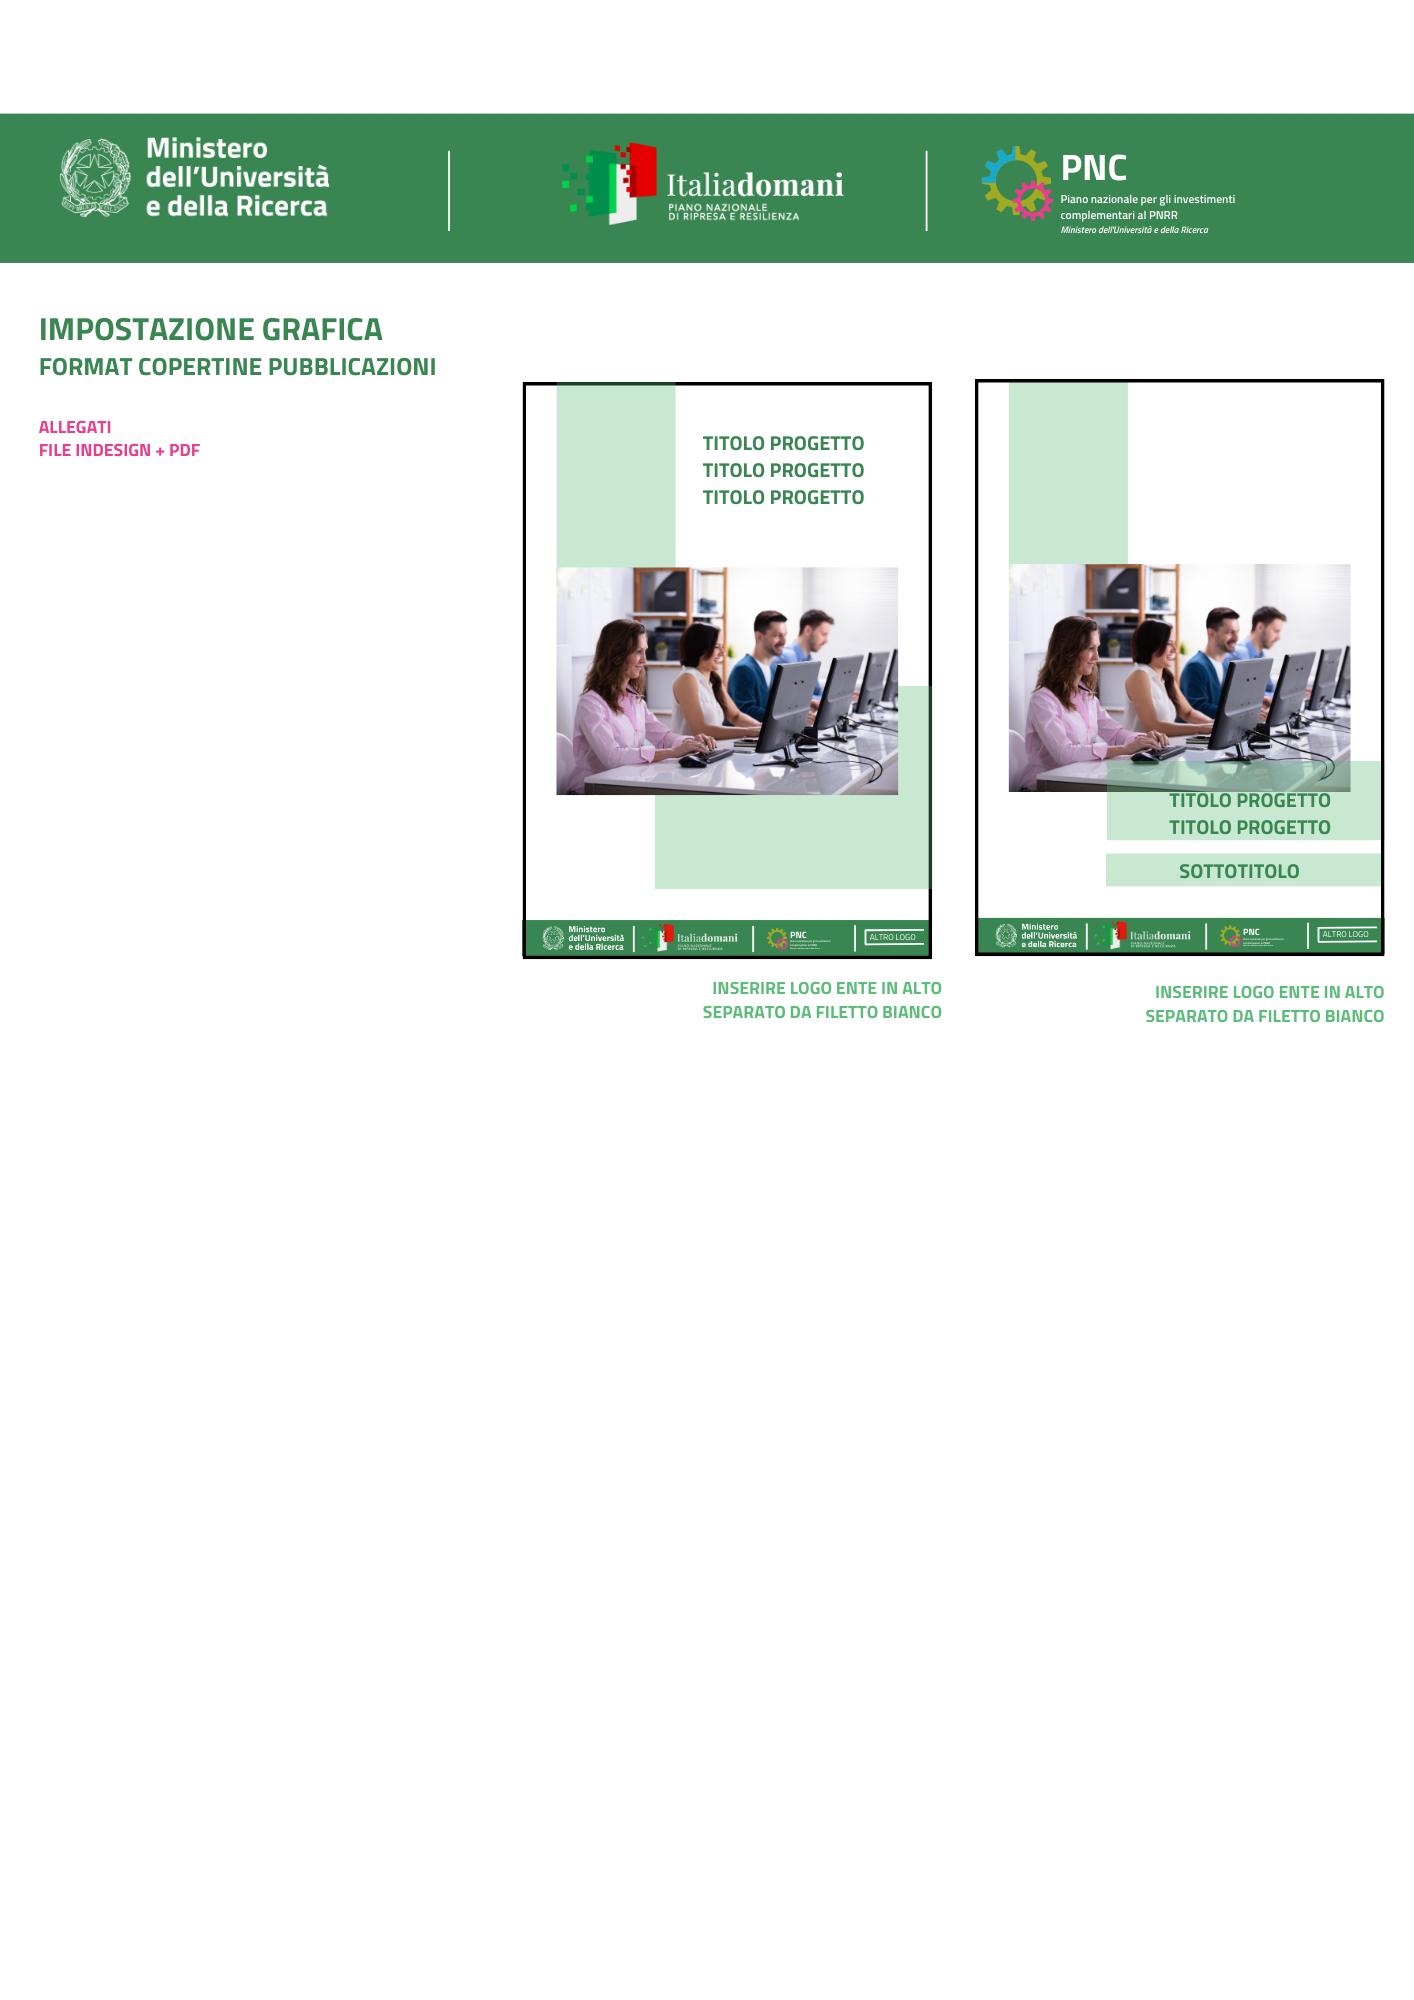 Ministero
dell'Università
e della Ricerca
Italiadomani
PIANO NAZIONALE
DI RIPRESA E RESILIENZA
PNC
Piano nazionale per gli investimenti
complementari al PNRR
Ministero dell'Università e della Ricerca
IMPOSTAZIONE GRAFICA
FORMAT COPERTINE PUBBLICAZIONI
ALLEGATI
FILE INDESIGN + PDF
TITOLO PROGETTO
TITOLO PROGETTO
TITOLO PROGETTO
Ministero
dell'Università
e della Ricerca
Italiadomani
PNC
ALTRO LOGO
INSERIRE LOGO ENTE IN ALTO
SEPARATO DA FILETTO BIANCO
TITOLO PROGETTO
TITOLO PROGETTO
SOTTOTITOLO
Ministero
dell'Università
e della Ricerca
Italiadomani
PNC
ALTRO LOGO
INSERIRE LOGO ENTE IN ALTO
SEPARATO DA FILETTO BIANCO